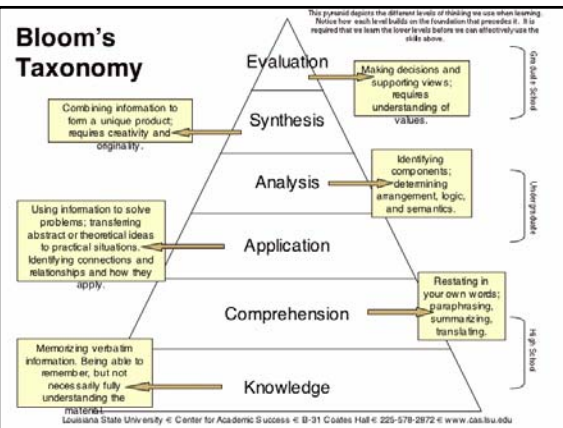 Bloom's
Taxonomy
This pyramid depicts the different levels of thinking we use when learning.
Notice how each level builds on the foundation that precedes it. It is
required that we learn the lower levels before we can effectively use the
skills above.
Evaluation
Making decisions and
supporting views;
requires
understanding of
values.
Graduate School
Combining information to
form a unique product;
requires creativity and
originality.
Synthesis
Analysis
Identifying
components;
determining
arrangement, logic,
and semantics.
Undergraduate
Using information to solve
problems; transferring
abstract or theoretical ideas
to practical situations.
Identifying connections and
relationships and how they
apply.
Application
Comprehension
Restating in
your own words;
paraphrasing,
summarizing,
translating.
High School
Memorizing verbatim
information. Being able to
remember, but not
necessarily fully
understanding the
material.
Knowledge
Louisiana State University ∈ Center for Academic Success ∈ B-31 Coates Hall ∈ 225-578-2872 ∈ www.cas.lsu.edu